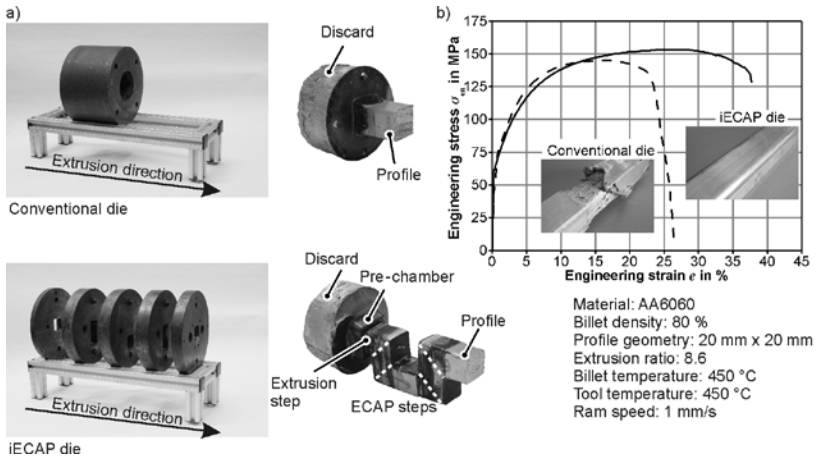 a)
Discard
Profile
Extrusion direction
Conventional die
Discard
Pre-chamber
Profile
Extrusion
step
ECAP steps
Extrusion direction
iECAP die
b)
Engineering stress σ in MPa
175
150
125
100
75
50
25
0
0 5 10 15 20 25 30 35 40 45
Engineering strain e in %
Conventional die
iECAP die
Material: AA6060
Billet density: 80 %
Profile geometry: 20 mm x 20 mm
Extrusion ratio: 8.6
Billet temperature: 450 °C
Tool temperature: 450 °C
Ram speed: 1 mm/s